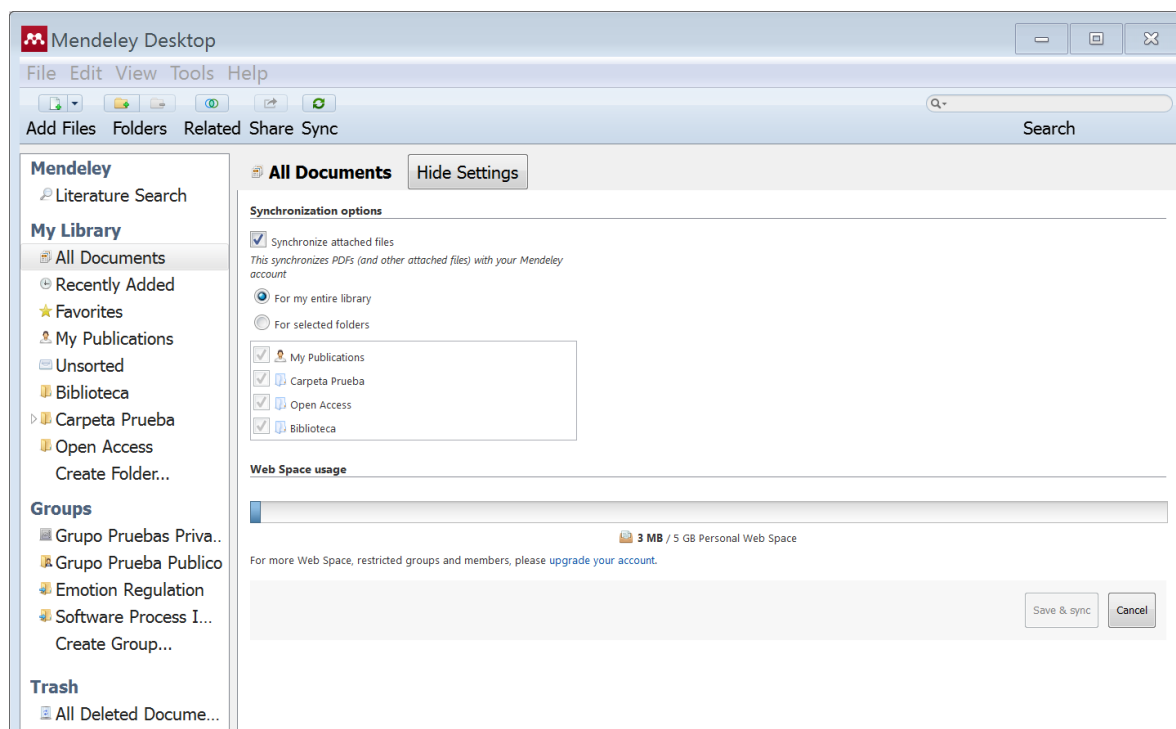 Mendeley Desktop
File Edit View Tools Help
Add Files Folders Related Share Sync
Search
Mendeley
Literature Search
My Library
All Documents
Recently Added
Favorites
My Publications
Unsorted
Biblioteca
Carpeta Prueba
Open Access
Create Folder...
Groups
Grupo Pruebas Priva..
Grupo Prueba Publico
Emotion Regulation
Software Process I...
Create Group...
Trash
All Deleted Docume...
All Documents Hide Settings
Synchronization options
Synchronize attached files
This synchronizes PDFs (and other attached files) with your Mendeley
account
For my entire library
For selected folders
My Publications
Carpeta Prueba
Open Access
Biblioteca
Web Space usage
3 MB / 5 GB Personal Web Space
For more Web Space, restricted groups and members, please upgrade your account.
Save & sync Cancel